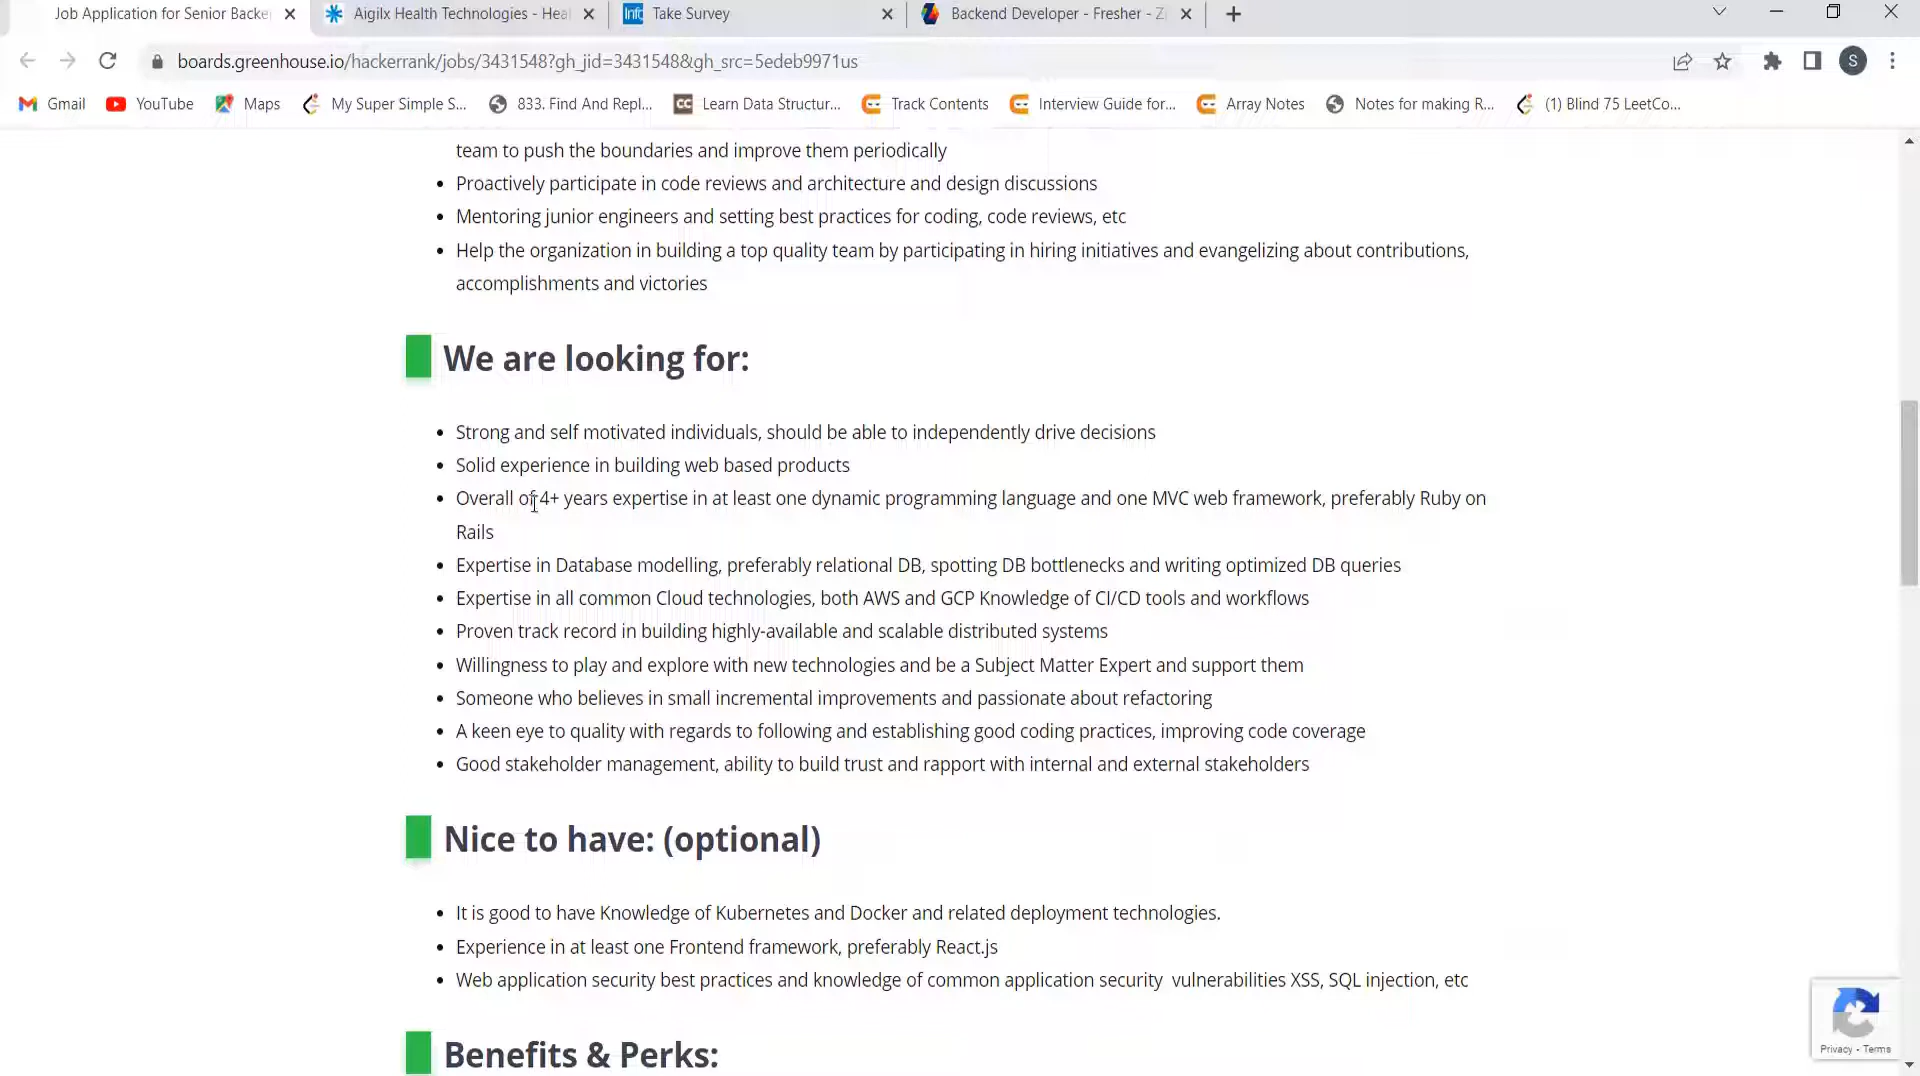 Job Application for Senior Backe
Aigilx Health Technologies - Heal
Info
Take Survey
Backend Developer - Fresher - Z
boards.greenhouse.io/hackerrank/jobs/3431548?gh_jid=3431548&gh_src=5edeb9971us
S
Gmail
YouTube
Maps
My Super Simple S...
833. Find And Repl...
CC
Learn Data Structur...
Track Contents
Interview Guide for...
Array Notes
Notes for making R...
(1) Blind 75 LeetCo...
team to push the boundaries and improve them periodically
• Proactively participate in code reviews and architecture and design discussions
• Mentoring junior engineers and setting best practices for coding, code reviews, etc
• Help the organization in building a top quality team by participating in hiring initiatives and evangelizing about contributions,
accomplishments and victories
We are looking for:
• Strong and self motivated individuals, should be able to independently drive decisions
• Solid experience in building web based products
• Overall of 4+ years expertise in at least one dynamic programming language and one MVC web framework, preferably Ruby on
Rails
• Expertise in Database modelling, preferably relational DB, spotting DB bottlenecks and writing optimized DB queries
• Expertise in all common Cloud technologies, both AWS and GCP Knowledge of CI/CD tools and workflows
• Proven track record in building highly-available and scalable distributed systems
• Willingness to play and explore with new technologies and be a Subject Matter Expert and support them
• Someone who believes in small incremental improvements and passionate about refactoring
• A keen eye to quality with regards to following and establishing good coding practices, improving code coverage
• Good stakeholder management, ability to build trust and rapport with internal and external stakeholders
Nice to have: (optional)
• It is good to have Knowledge of Kubernetes and Docker and related deployment technologies.
• Experience in at least one Frontend framework, preferably React.js
• Web application security best practices and knowledge of common application security vulnerabilities XSS, SQL injection, etc
Privacy - Terms
Benefits & Perks: